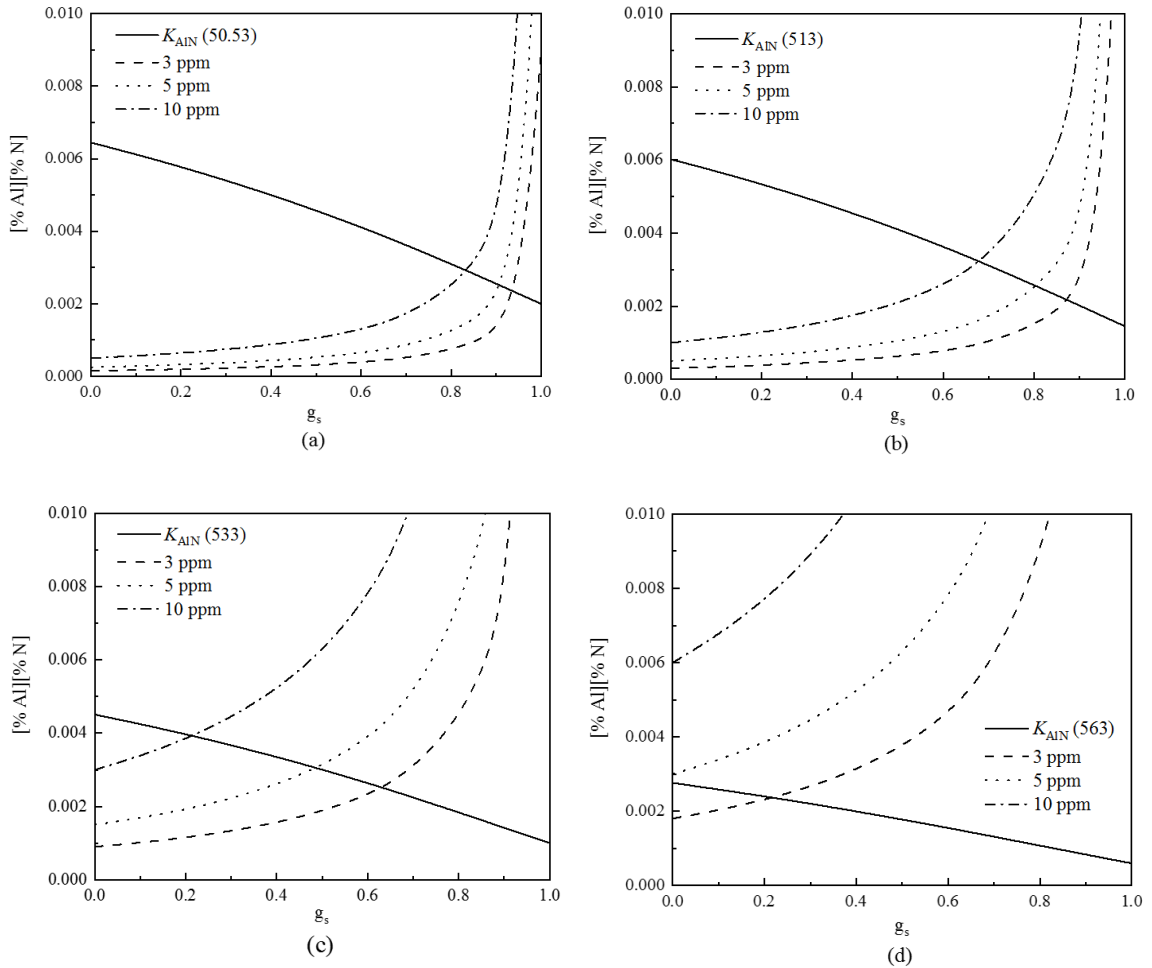 0.010
0.008
0.006
0.004
0.002
0.000
[% Al][% N]
K_AlN (50.53)
3 ppm
5 ppm
10 ppm
0.0 0.2 0.4 0.6 0.8 1.0
g_s
(a)
0.010
0.008
0.006
0.004
0.002
0.000
[% Al][% N]
K_AlN (513)
3 ppm
5 ppm
10 ppm
0.0 0.2 0.4 0.6 0.8 1.0
g_s
(b)
0.010
0.008
0.006
0.004
0.002
0.000
[% Al][% N]
K_AlN (533)
3 ppm
5 ppm
10 ppm
0.0 0.2 0.4 0.6 0.8 1.0
g_s
(c)
0.010
0.008
0.006
0.004
0.002
0.000
[% Al][% N]
K_AlN (563)
3 ppm
5 ppm
10 ppm
0.0 0.2 0.4 0.6 0.8 1.0
g_s
(d)